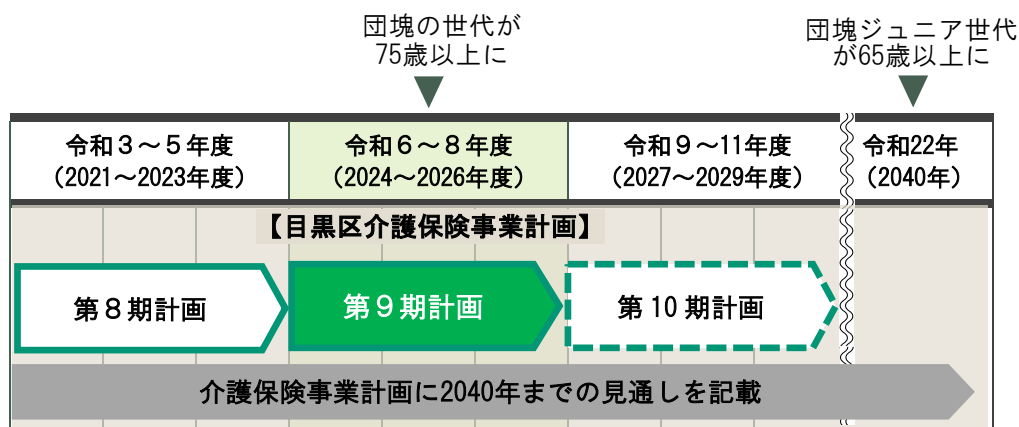 団塊の世代が
75歳以上に
団塊ジュニア世代
が65歳以上に
令和３～５年度
（2021～2023年度）
令和６～８年度
（2024～2026年度）
令和９～11年度
（2027～2029年度）
令和22年
（2040年）
【目黒区介護保険事業計画】
第８期計画
第９期計画
第10期計画
介護保険事業計画に2040年までの見通しを記載